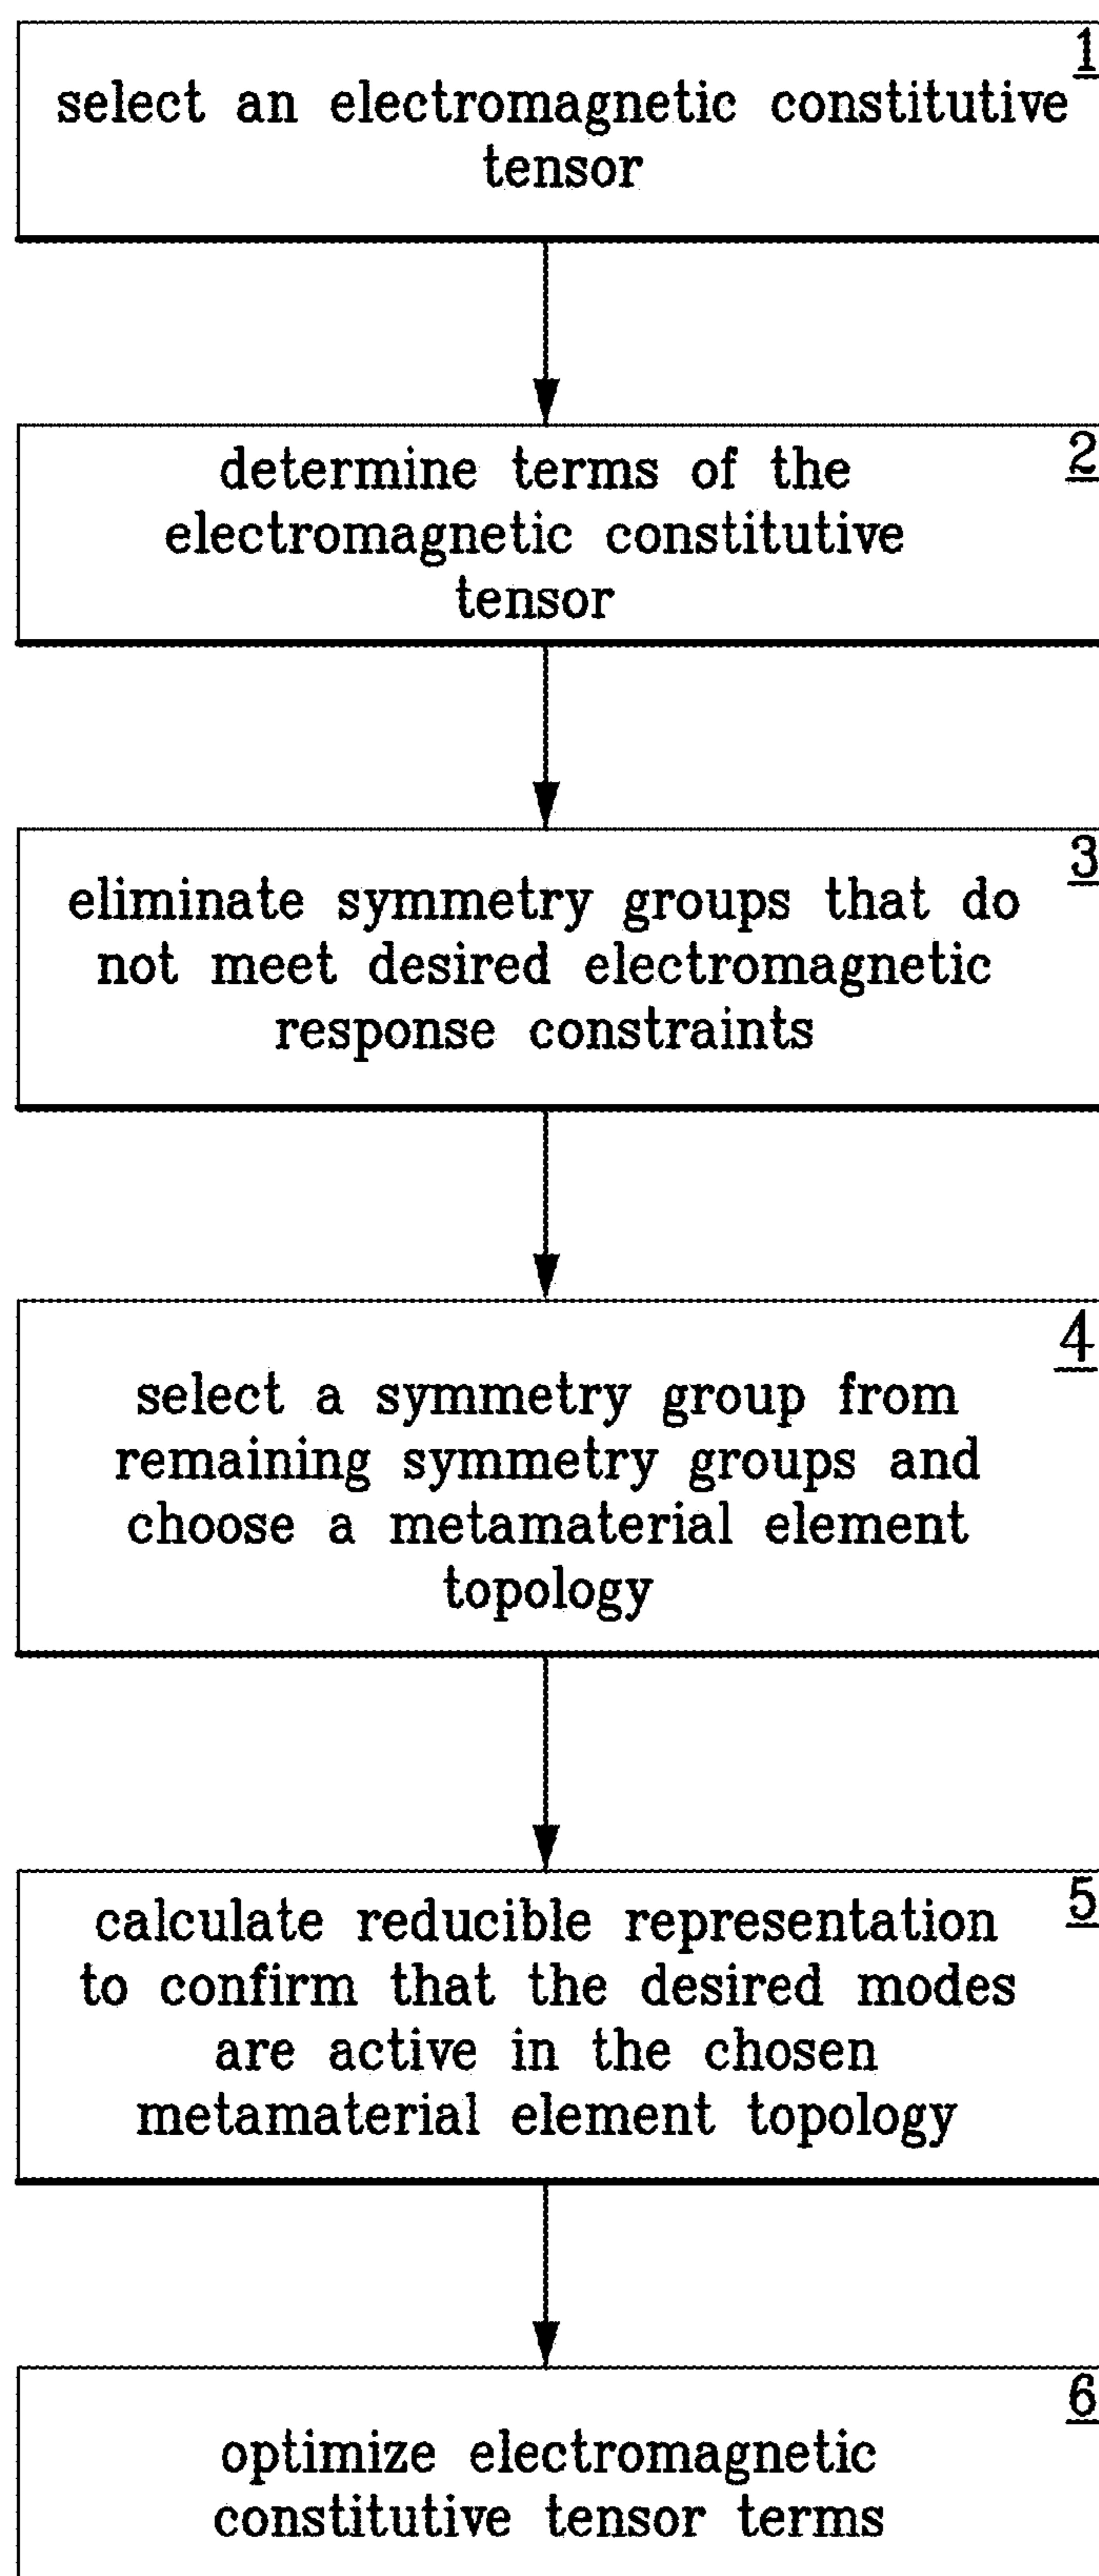 1
select an electromagnetic constitutive
tensor
2
determine terms of the
electromagnetic constitutive
tensor
3
eliminate symmetry groups that do
not meet desired electromagnetic
response constraints
4
select a symmetry group from
remaining symmetry groups and
choose a metamaterial element
topology
5
calculate reducible representation
to confirm that the desired modes
are active in the chosen
metamaterial element topology
6
optimize electromagnetic
constitutive tensor terms